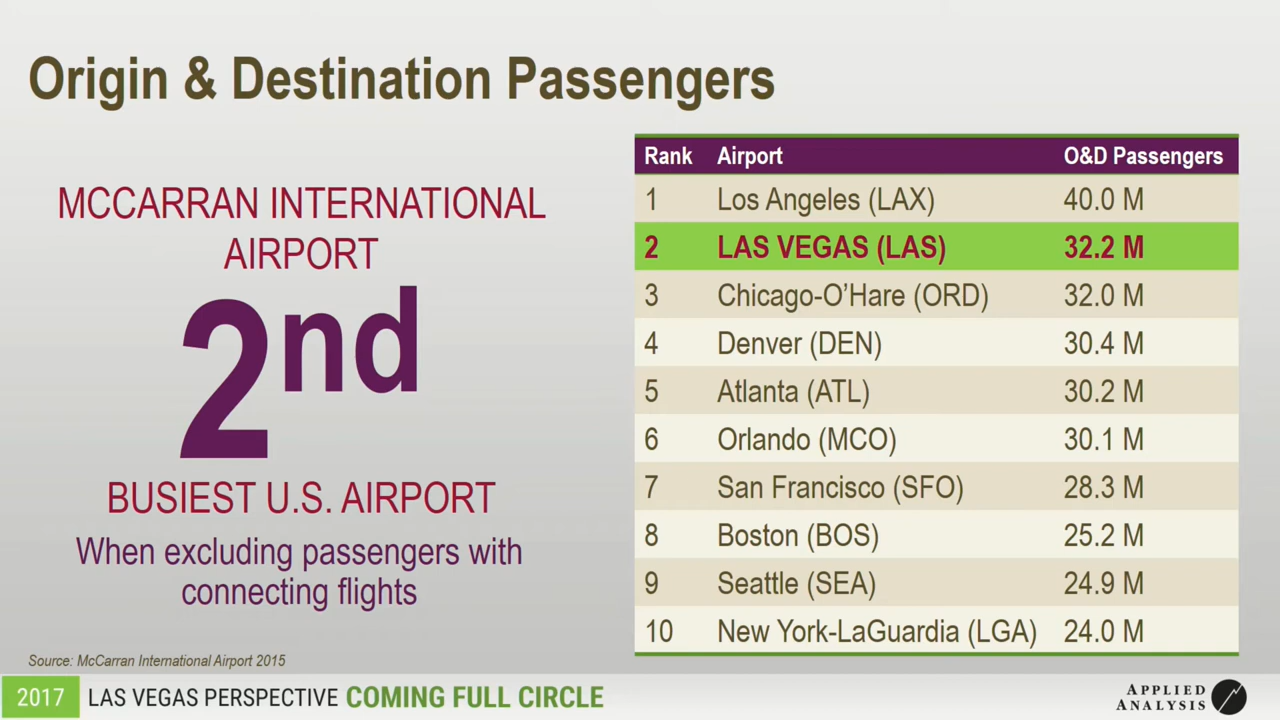 Origin & Destination Passengers
MCCARRAN INTERNATIONAL
AIRPORT
2nd
BUSIEST U.S. AIRPORT
When excluding passengers with
connecting flights
Rank Airport O&D Passengers
1 Los Angeles (LAX) 40.0 M
2 LAS VEGAS (LAS) 32.2 M
3 Chicago-O’Hare (ORD) 32.0 M
4 Denver (DEN) 30.4 M
5 Atlanta (ATL) 30.2 M
6 Orlando (MCO) 30.1 M
7 San Francisco (SFO) 28.3 M
8 Boston (BOS) 25.2 M
9 Seattle (SEA) 24.9 M
10 New York-LaGuardia (LGA) 24.0 M
Source: McCarran International Airport 2015
2017 LAS VEGAS PERSPECTIVE COMING FULL CIRCLE
APPLIED
ANALYSIS